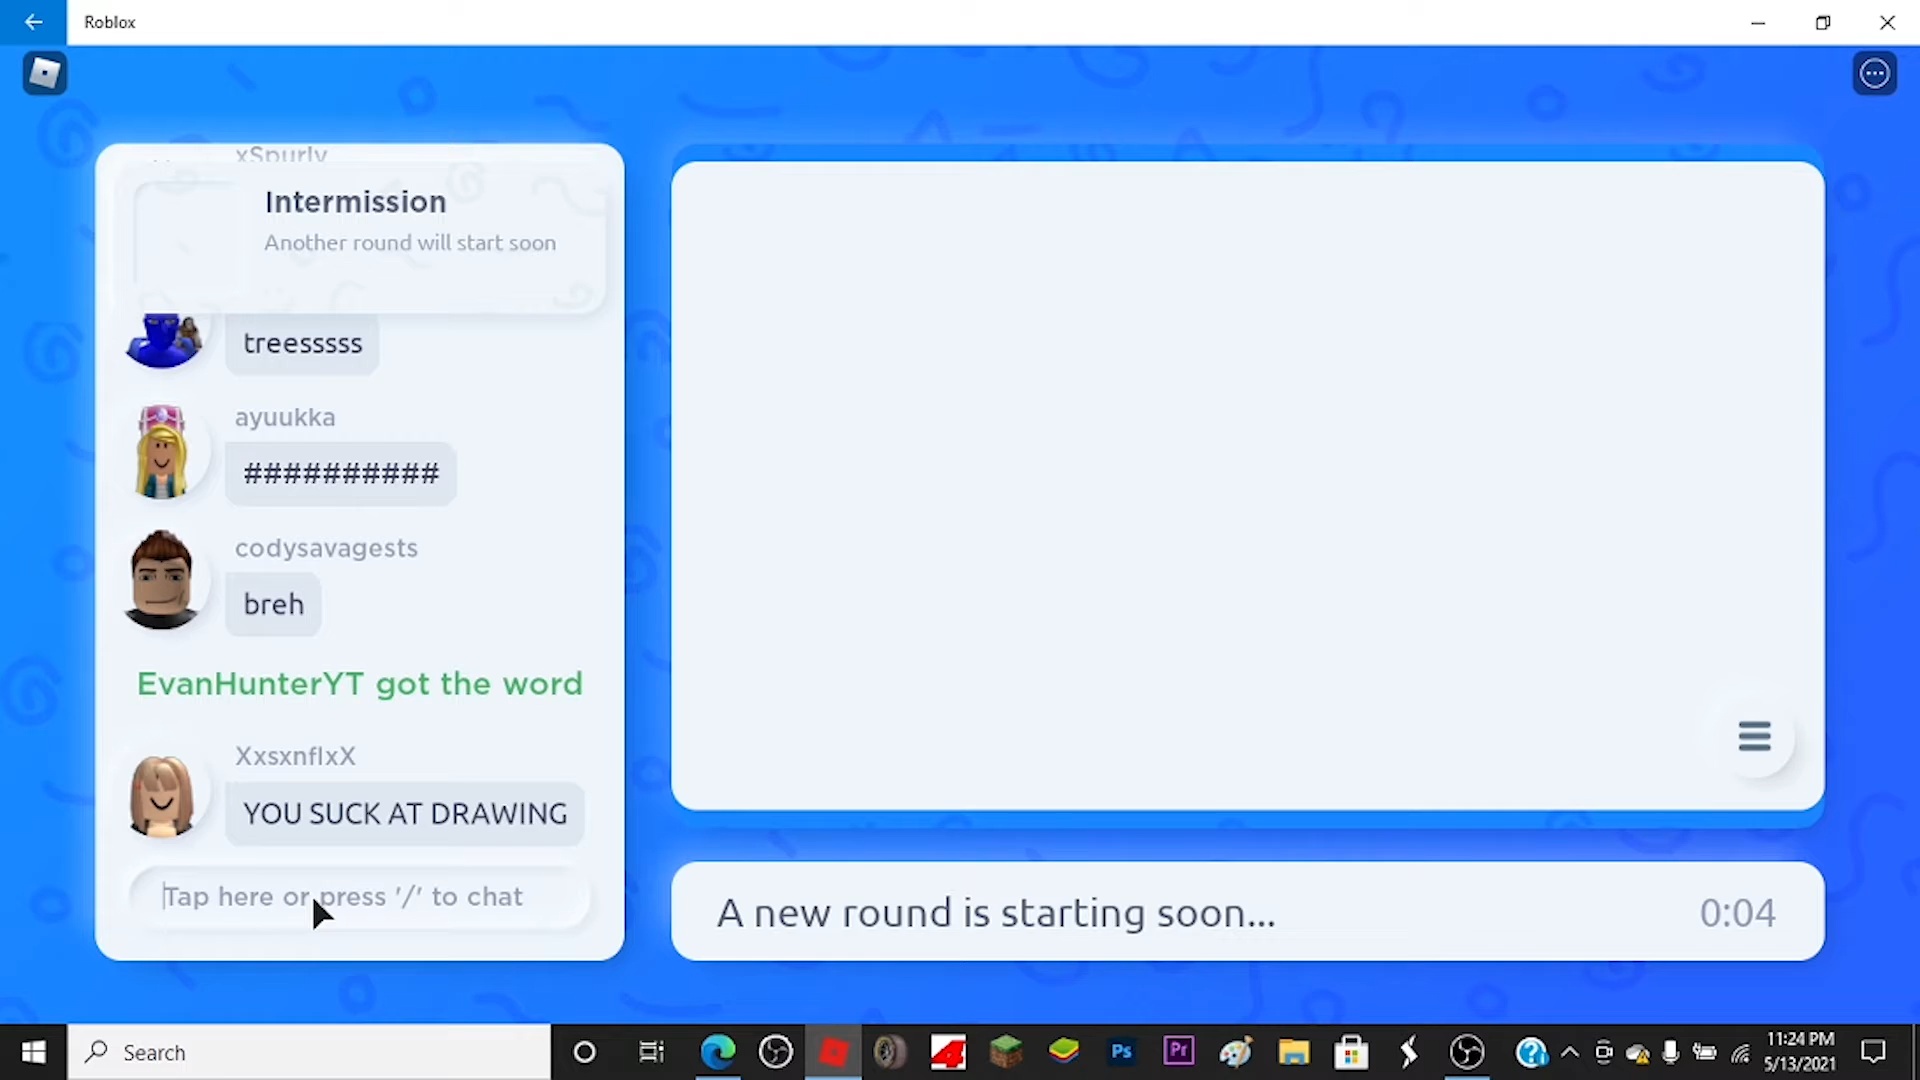 Roblox
xSpurly
Intermission
Another round will start soon
treesssss
ayuukka
##########
codysavagests
breh
EvanHunterYT got the word
XxsxnflxX
YOU SUCK AT DRAWING
Tap here or press '/' to chat
A new round is starting soon...
0:04
Search
Ps
Pr
11:24 PM
5/13/2021